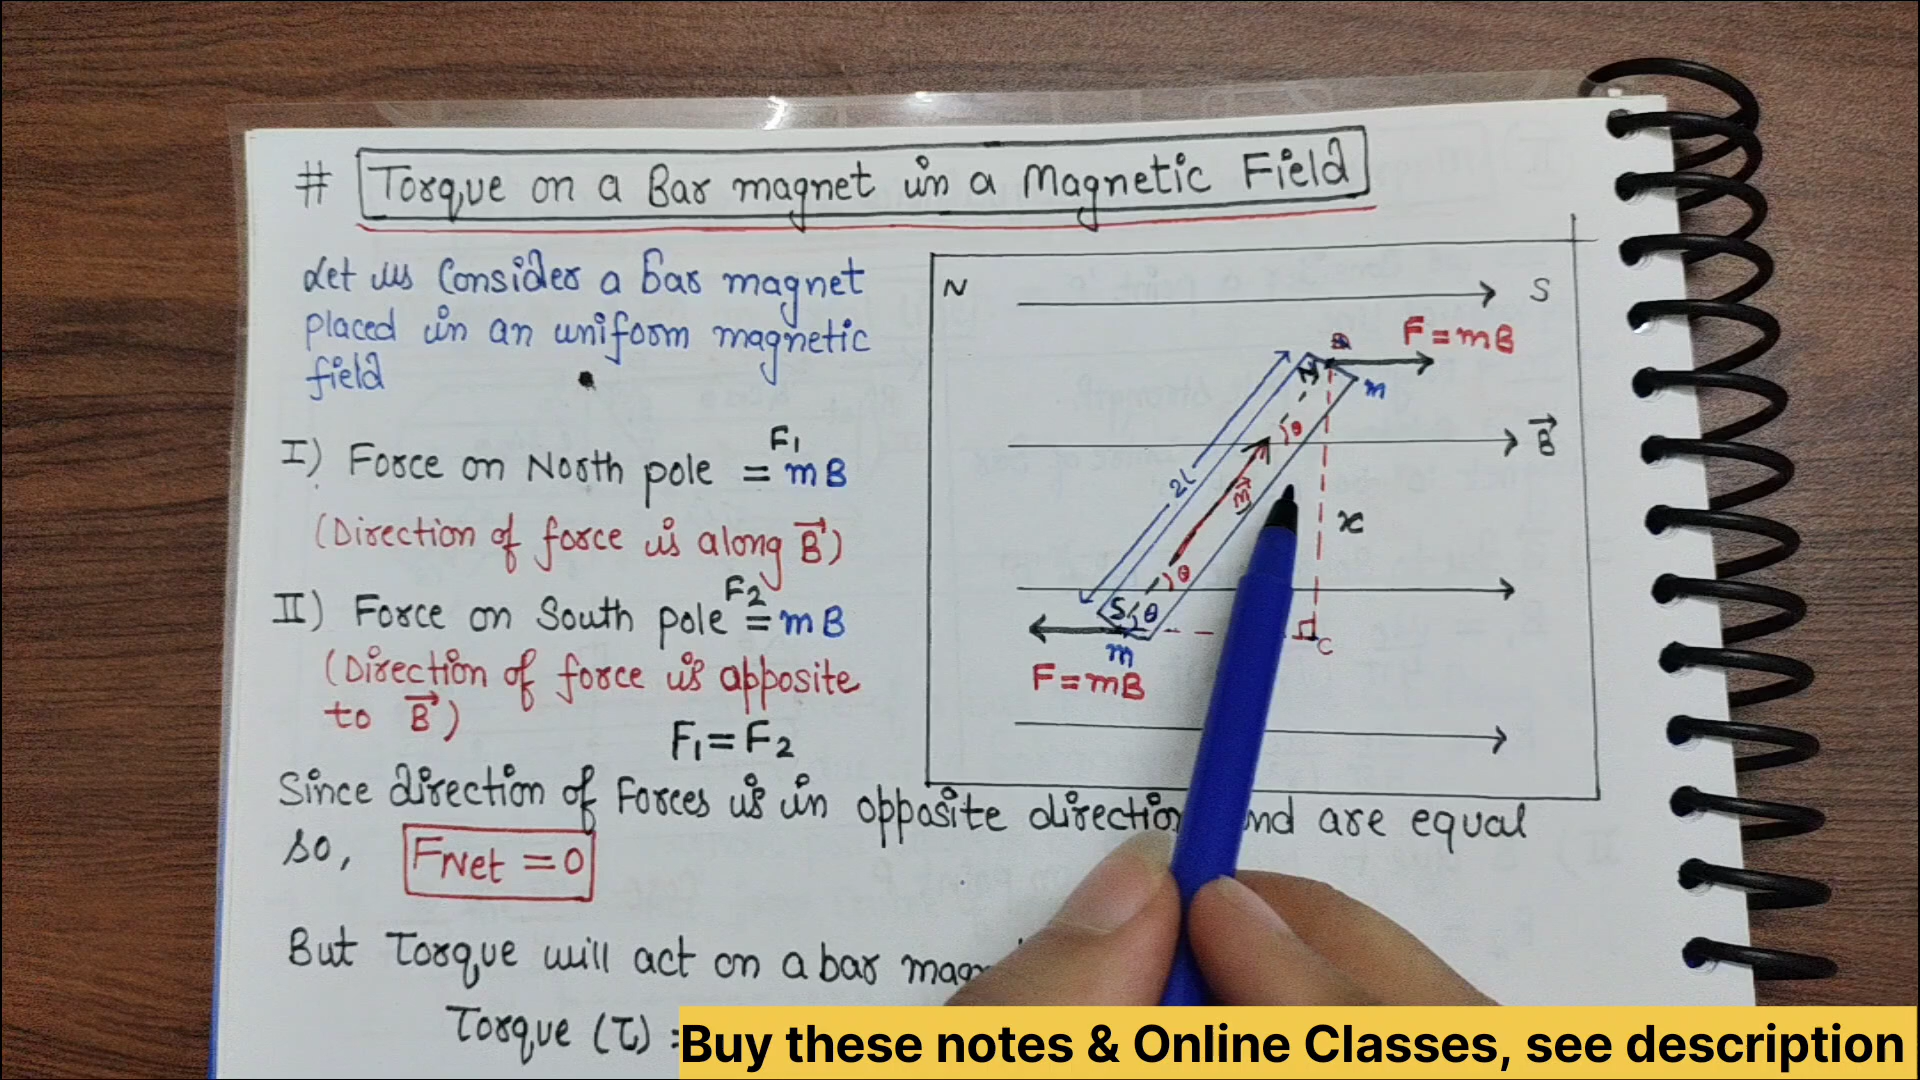 # Torque on a Bar magnet in a Magnetic Field
Let us Consider a bar magnet
placed in an uniform magnetic
field
I) Force on North pole = mB
F1
(Direction of force is along B⃗)
II) Force on South pole = mB
F2
(Direction of force is opposite
to B⃗)
F1 = F2
Since direction of Forces is in opposite direction and are equal
so, FNet = 0
But Torque will act on a bar
Torque (τ) =
N
S
F = mB
N
m
θ
B⃗
2l
m⃗
x
θ
S
θ
m
C
F = mB
Buy these notes & Online Classes, see description